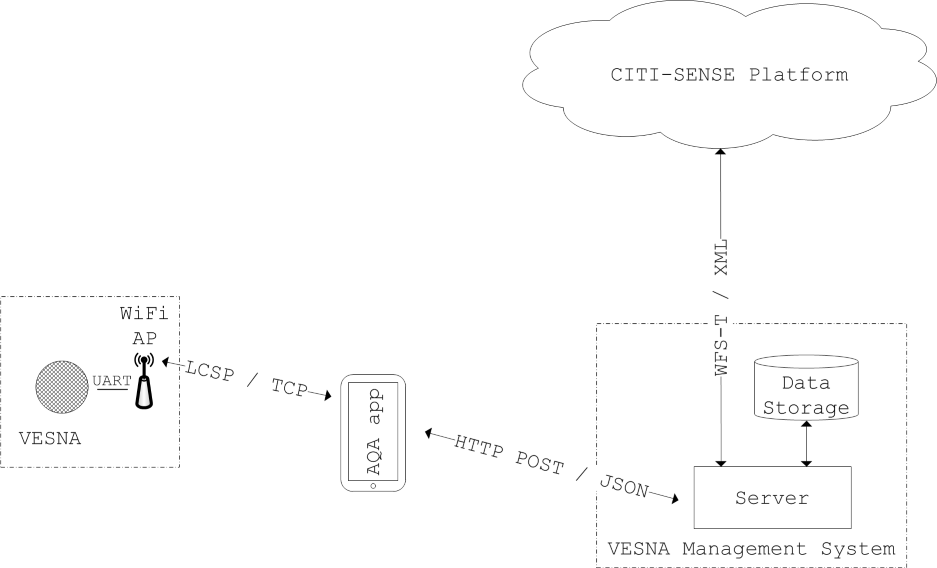 CITI-SENSE Platform
WFS-T / XML
WiFi
AP
UART
VESNA
LCSP / TCP
AQA app
HTTP POST / JSON
Data
Storage
Server
VESNA Management System